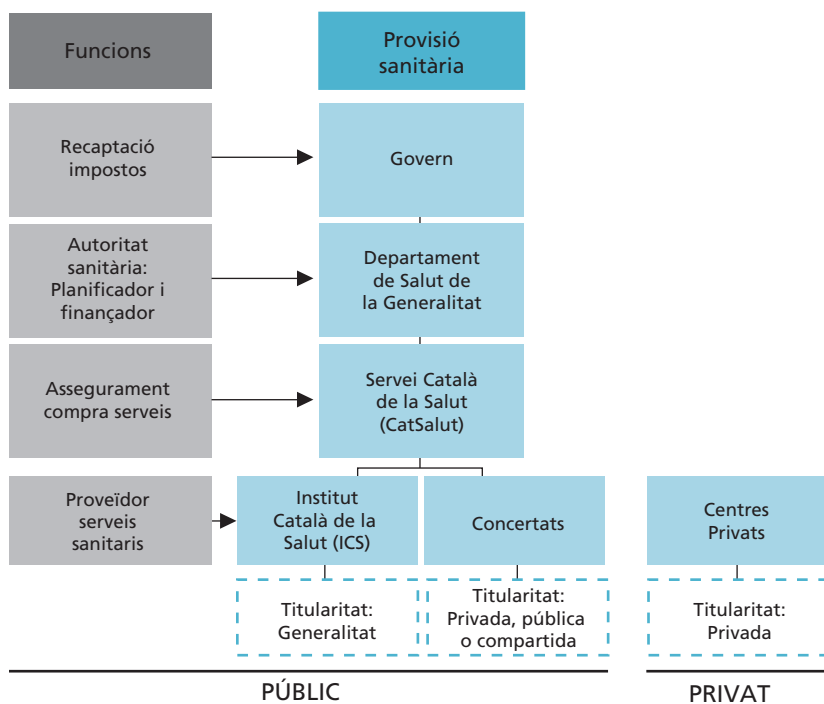 Funcions
Provisió
sanitària
Recaptació
impostos
Govern
Autoritat
sanitària:
Planificador i
finançador
Departament
de Salut de
la Generalitat
Assegurament
compra serveis
Servei Català
de la Salut
(CatSalut)
Proveïdor
serveis
sanitaris
Institut
Català de la
Salut (ICS)
Concertats
Centres
Privats
Titularitat:
Generalitat
Titularitat:
Privada, pública
o compartida
Titularitat:
Privada
PÚBLIC
PRIVAT